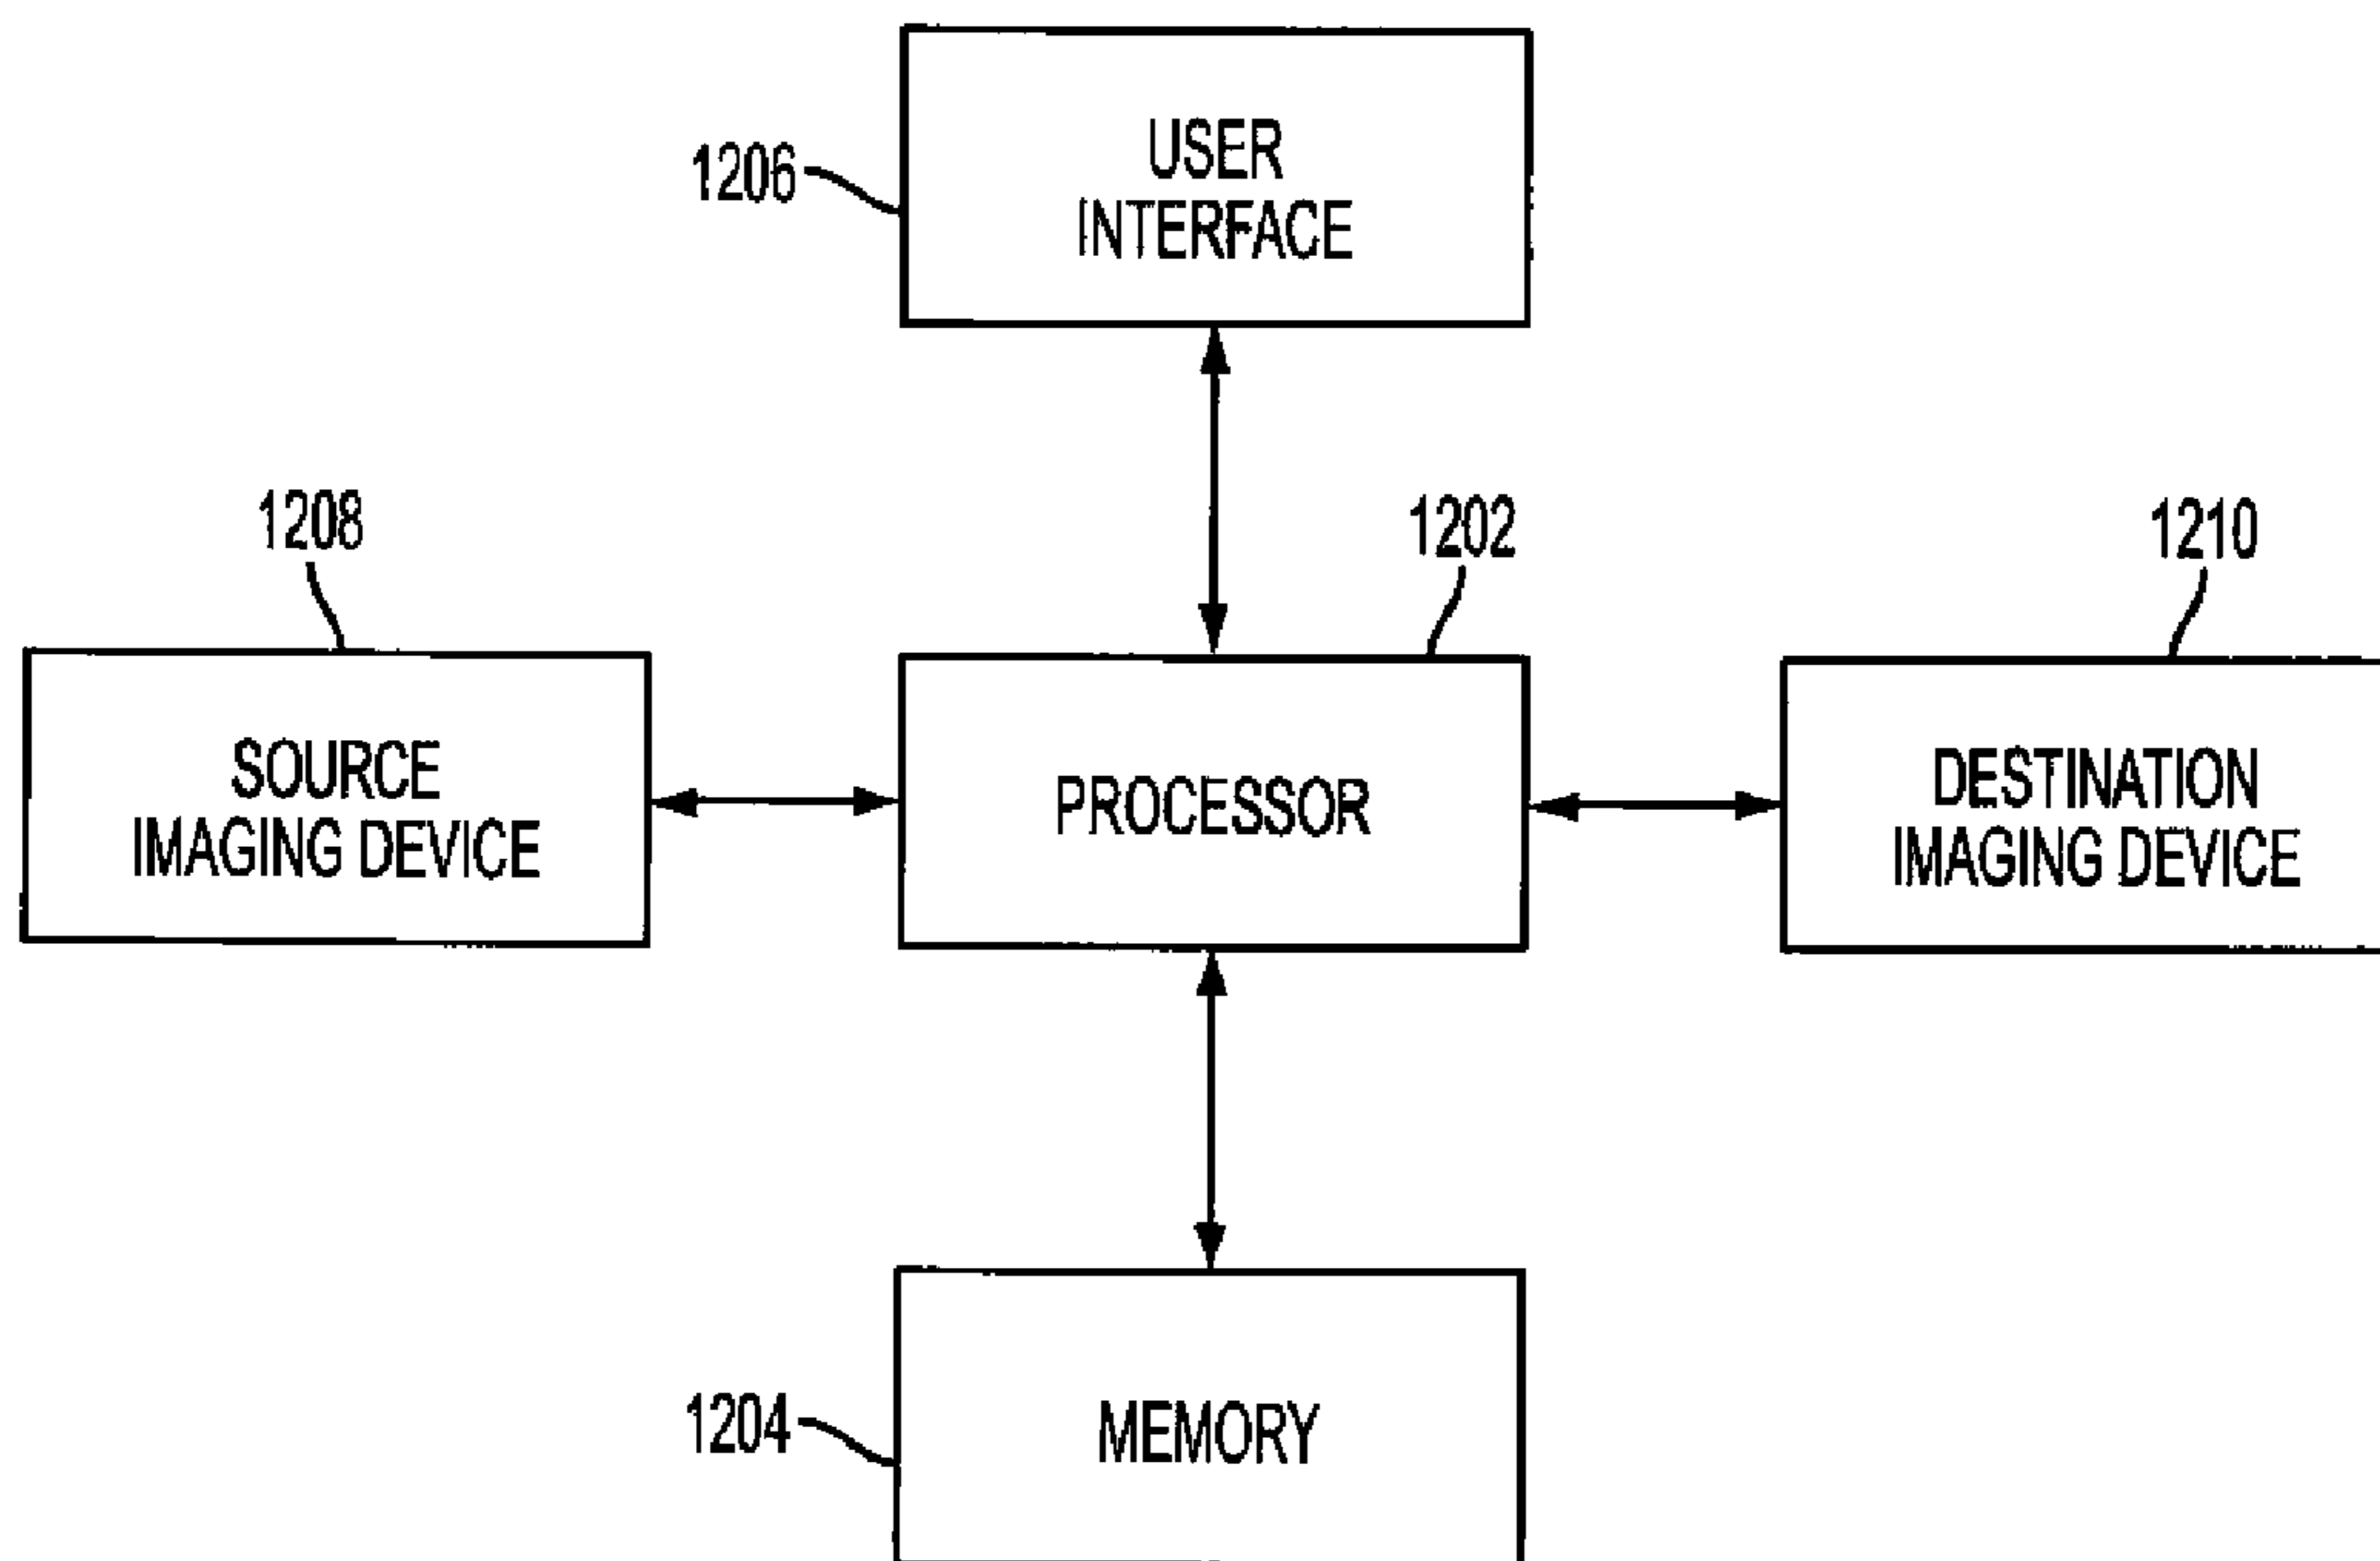 1206
USER
INTERFACE
1208
1202
1210
SOURCE
IMAGING DEVICE
PROCESSOR
DESTINATION
IMAGING DEVICE
1204
MEMORY